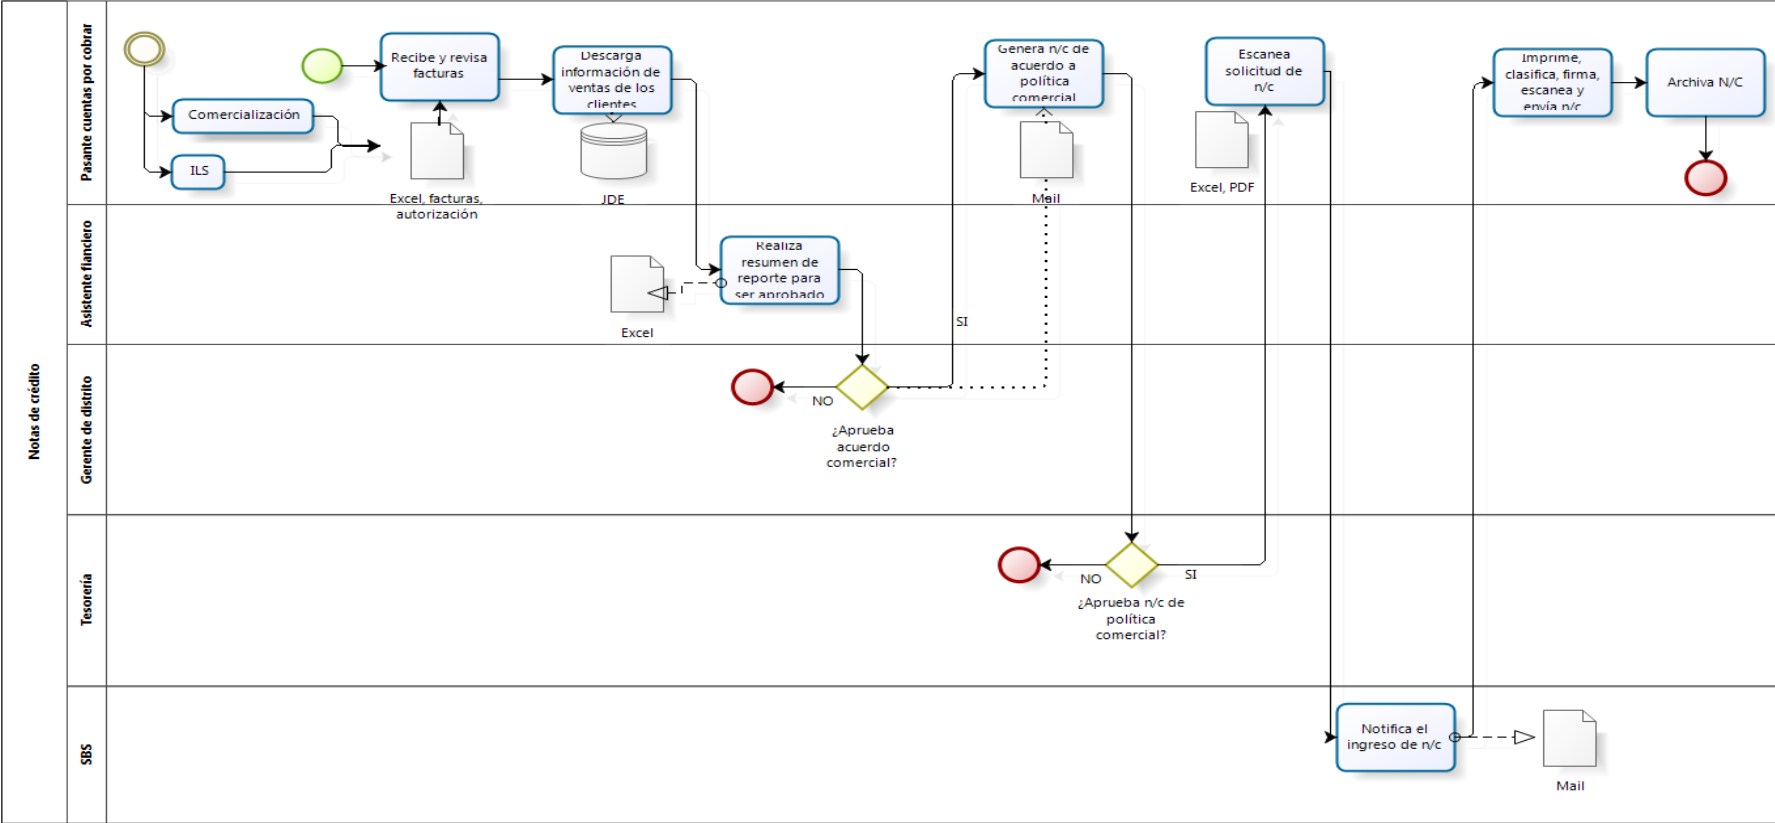 Notas de crédito
Pasante cuentas por cobrar
Comercialización
ILS
Recibe y revisa
facturas
Excel, facturas,
autorización
Descarga
información de
ventas de los
clientes
JDE
Genera n/c de
acuerdo a
política
comercial
Mail
Escanea
solicitud de
n/c
Excel, PDF
Imprime,
clasifica, firma,
escanea y
envía n/c
Archiva N/C
Asistente fianciero
Excel
Realiza
resumen de
reporte para
ser aprobado
SI
Gerente de distrito
NO
¿Aprueba
acuerdo
comercial?
Tesorería
NO
SI
¿Aprueba n/c de
política
comercial?
SBS
Notifica el
ingreso de n/c
Mail